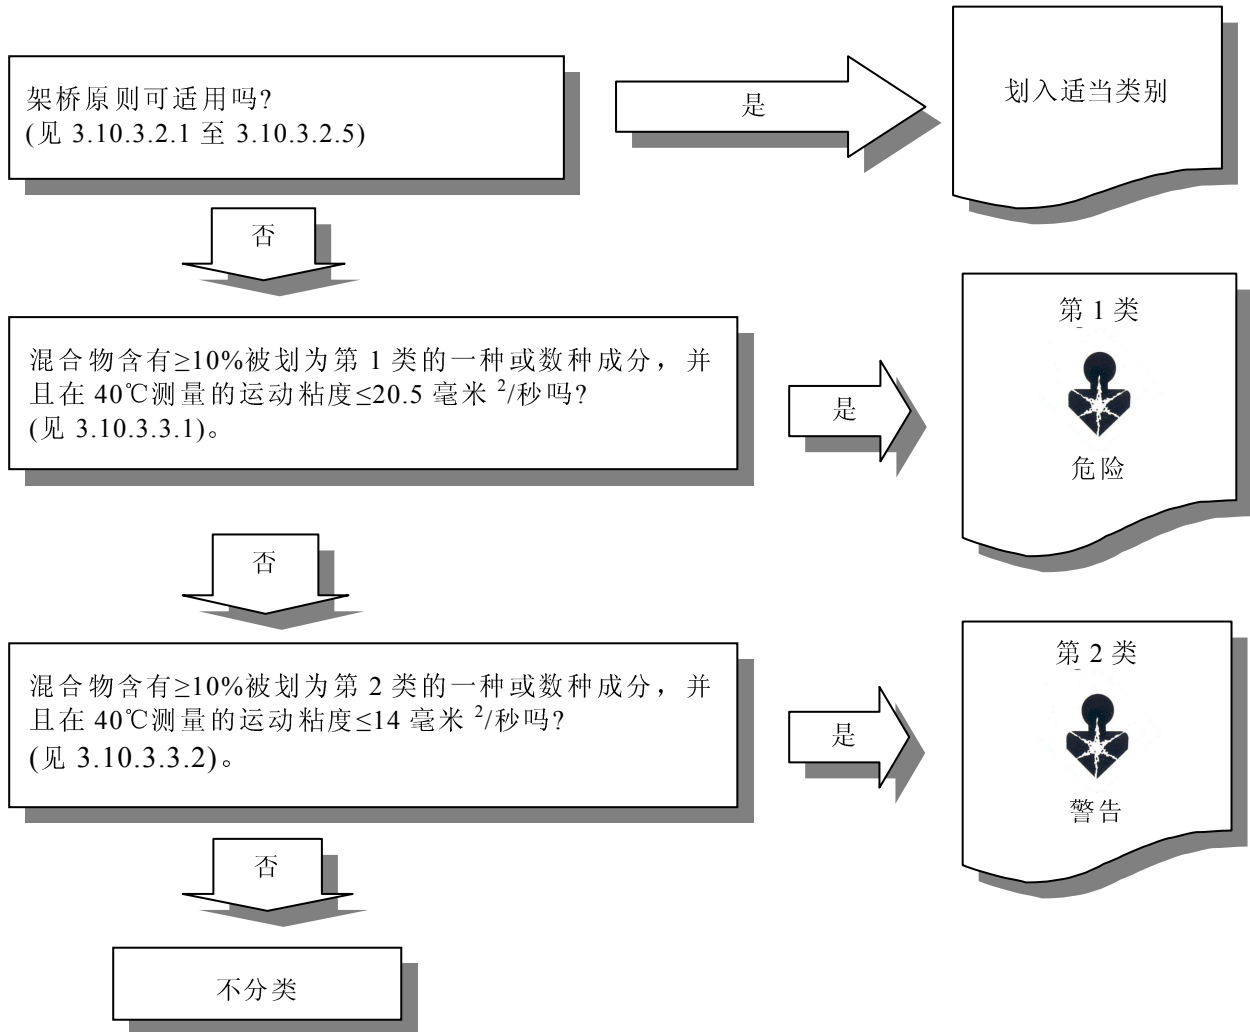 架桥原则可适用吗?
(见 3.10.3.2.1 至 3.10.3.2.5)
是
划入适当类别
否
混合物含有≥10%被划为第 1 类的一种或数种成分，并
且在 40℃测量的运动粘度≤20.5 毫米 ²/秒吗?
(见 3.10.3.3.1)。
是
第 1 类
危险
否
混合物含有≥10%被划为第 2 类的一种或数种成分，并
且在 40℃测量的运动粘度≤14 毫米 ²/秒吗?
(见 3.10.3.3.2)。
是
第 2 类
警告
否
不分类